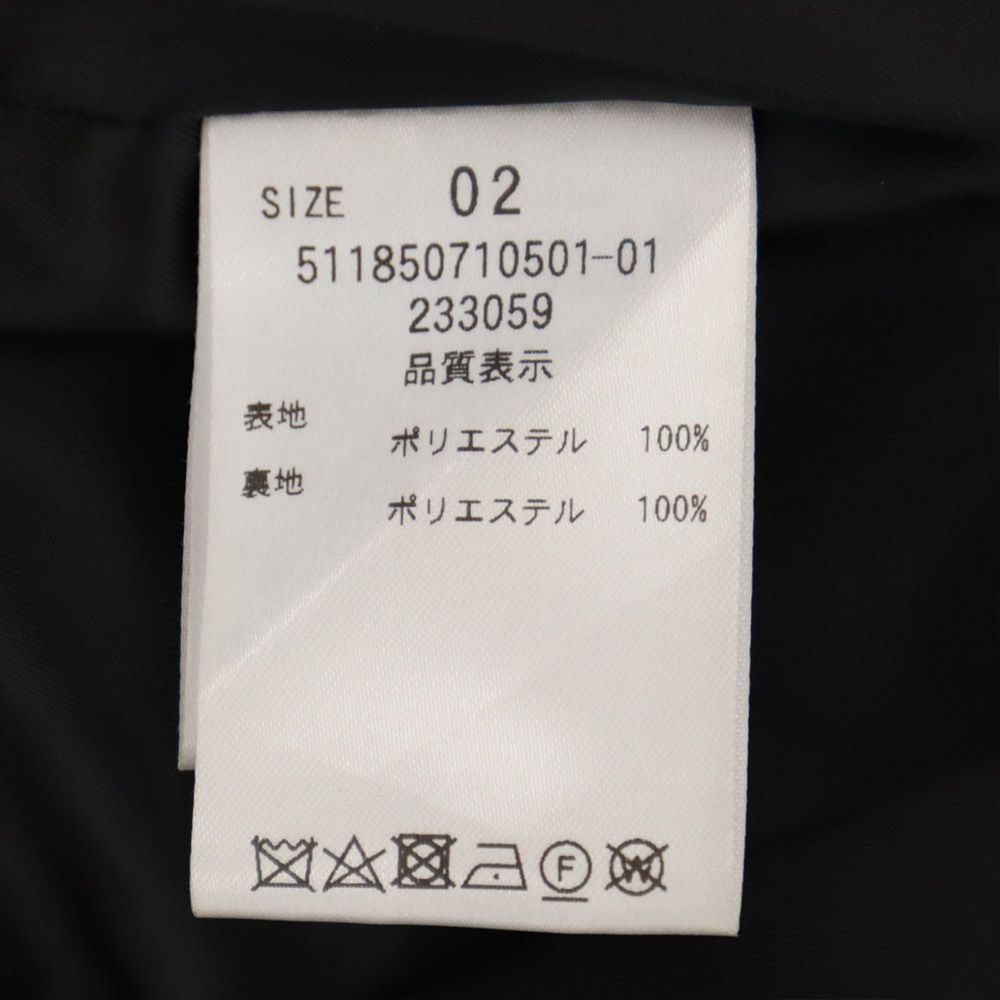 SIZE 02
511850710501-01
233059
品質表示
表地
ポリエステル 100%
裏地
ポリエステル 100%
F W